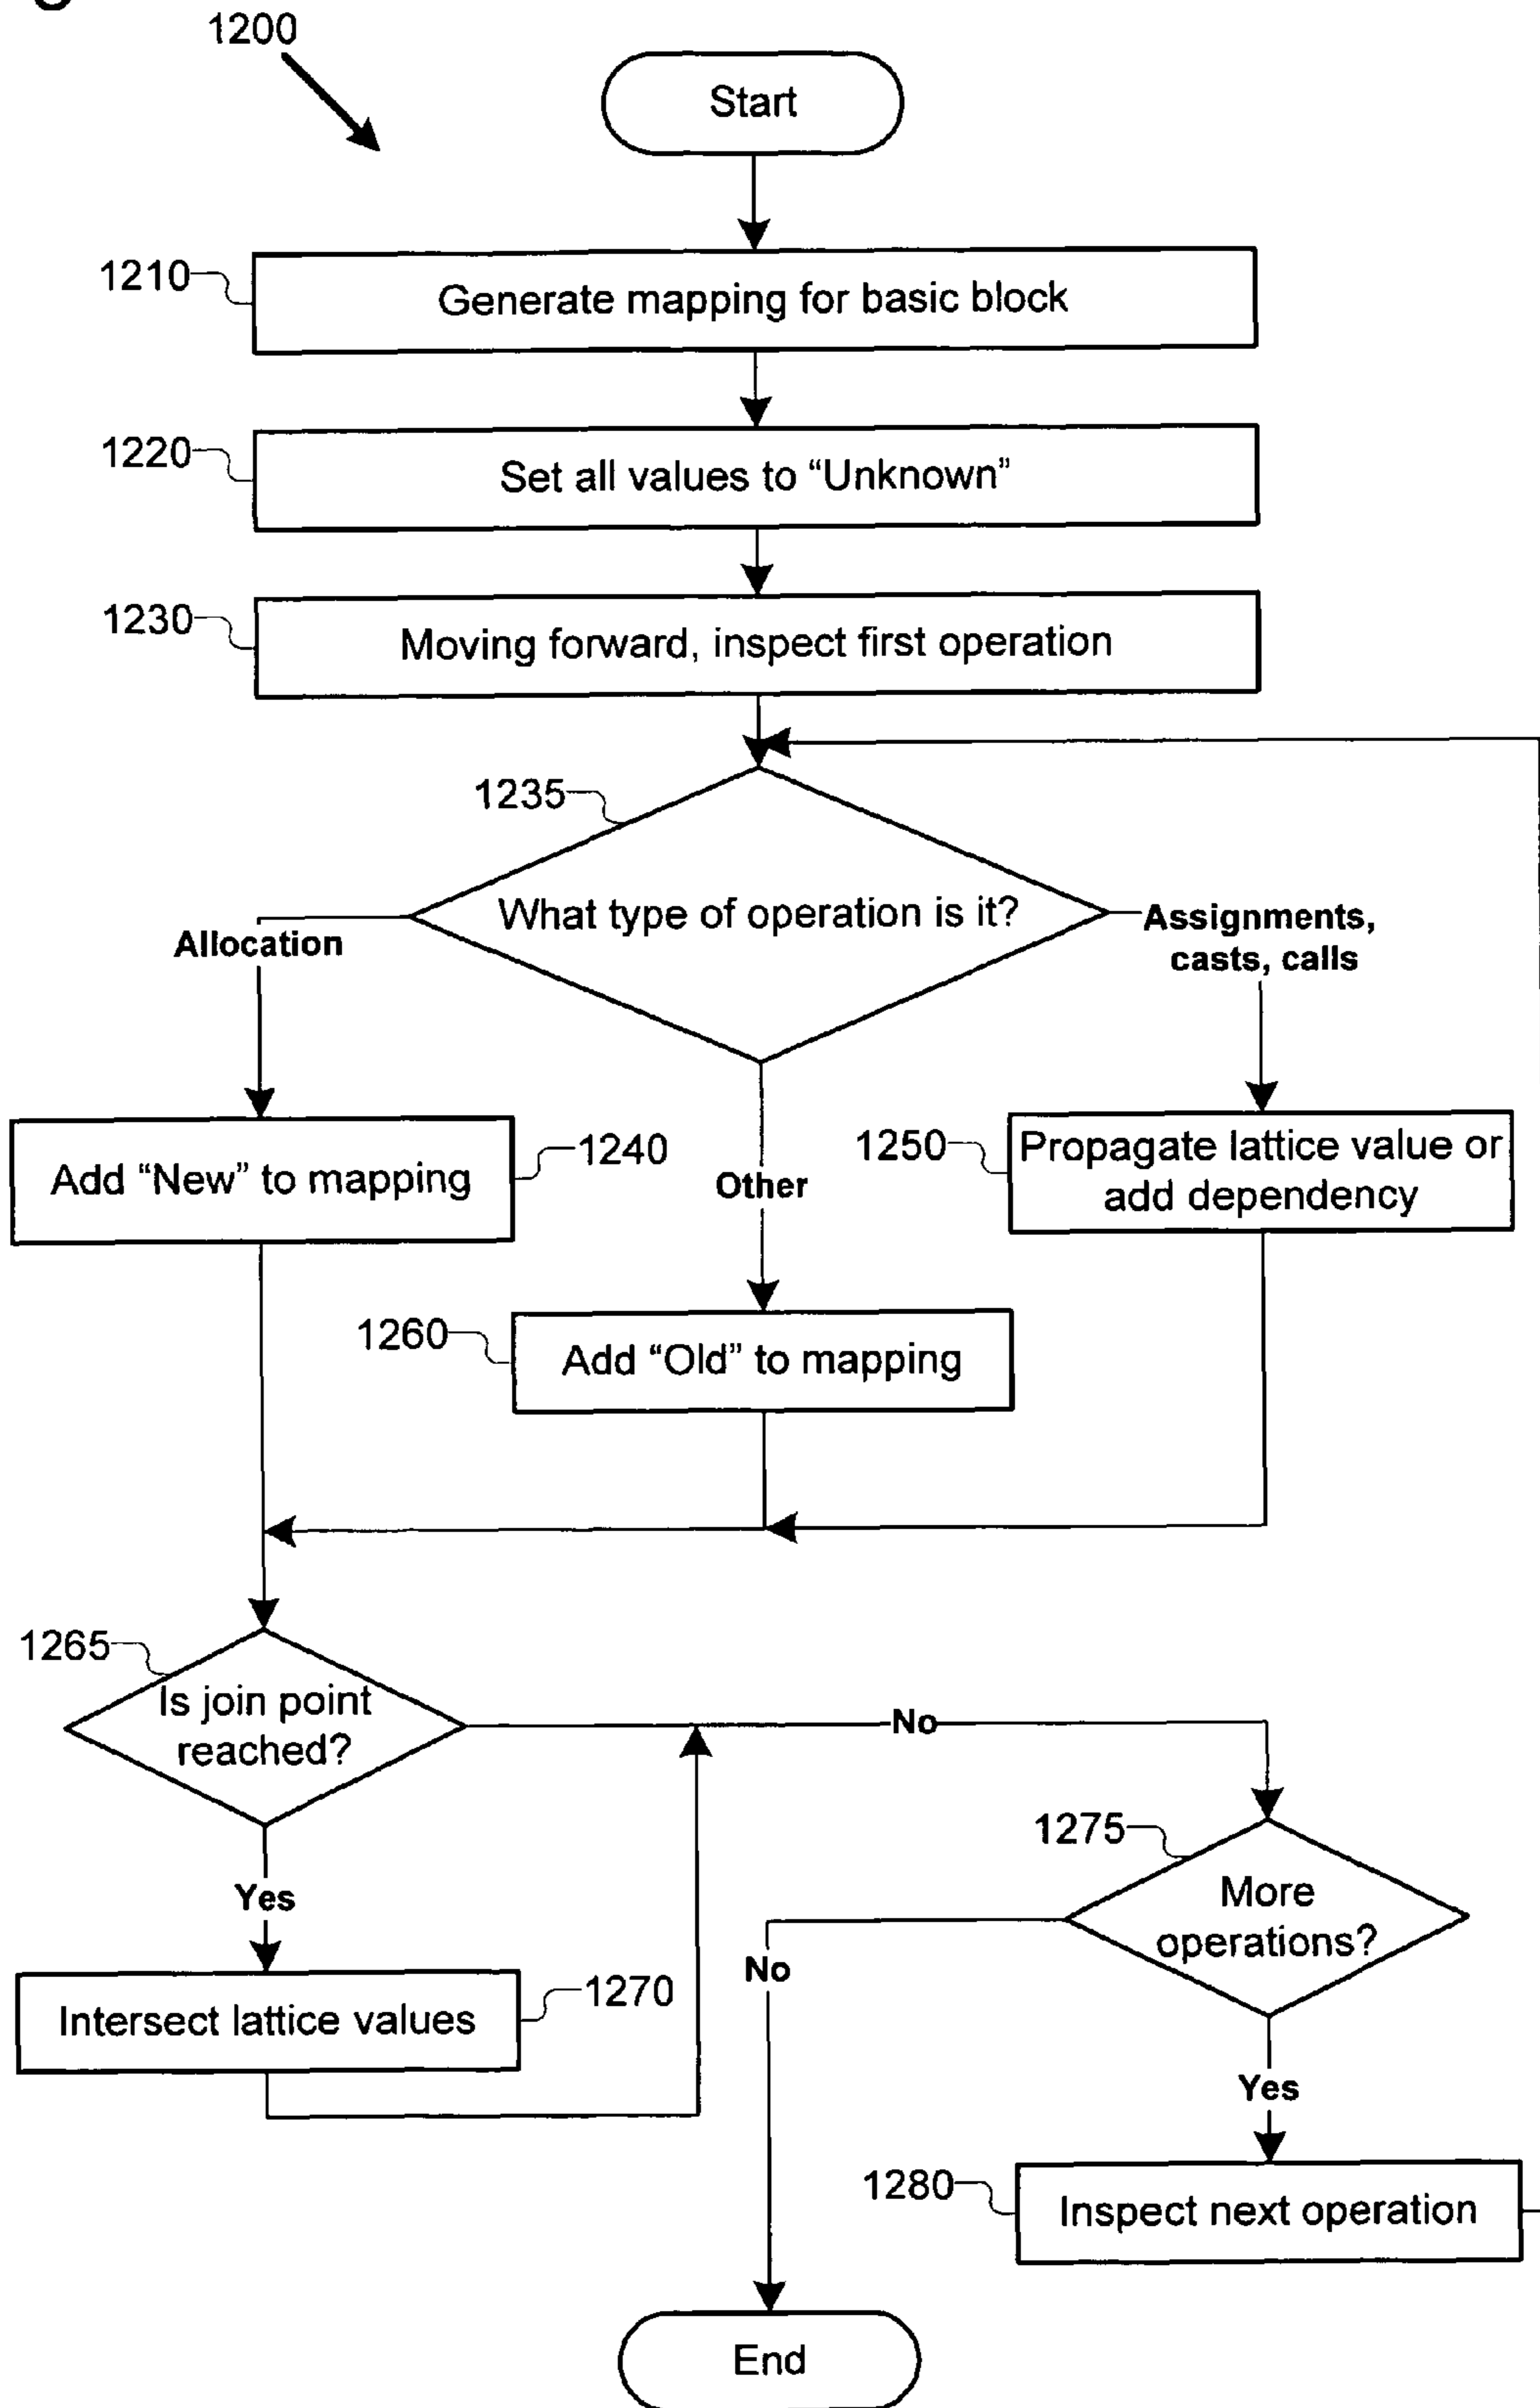 1200
Start
1210
Generate mapping for basic block
1220
Set all values to “Unknown”
1230
Moving forward, inspect first operation
1235
What type of operation is it?
Allocation
Assignments,
casts, calls
Add “New” to mapping
1240
Other
1250
Propagate lattice value or
add dependency
1260
Add “Old” to mapping
1265
Is join point
reached?
No
Yes
1275
More
operations?
No
Intersect lattice values
1270
Yes
1280
Inspect next operation
End